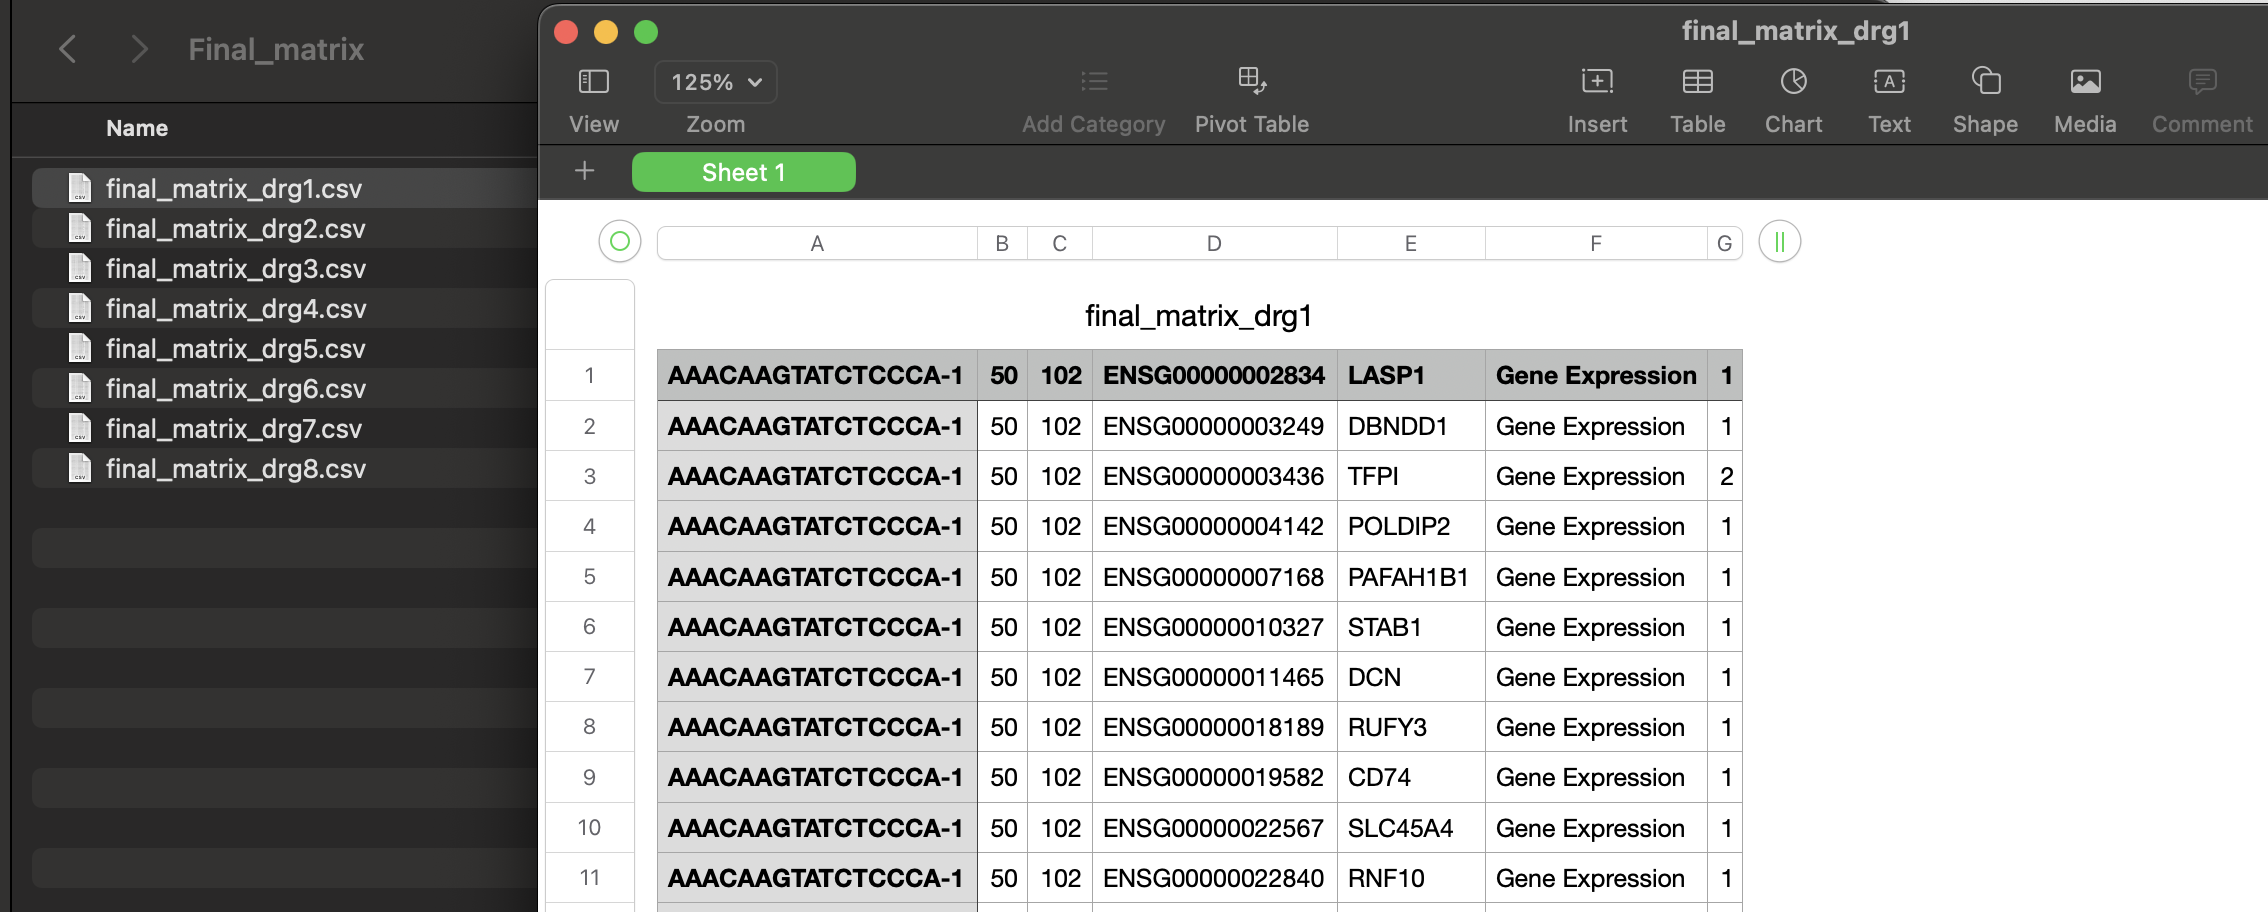 Final_matrix
Name
final_matrix_drg1.csv
final_matrix_drg2.csv
final_matrix_drg3.csv
final_matrix_drg4.csv
final_matrix_drg5.csv
final_matrix_drg6.csv
final_matrix_drg7.csv
final_matrix_drg8.csv
final_matrix_drg1
125%
View Zoom Add Category Pivot Table Insert Table Chart Text Shape Media Comment
Sheet 1
A B C D E F G
final_matrix_drg1
1 AAACAAGTATCTCCCA-1 50 102 ENSG00000002834 LASP1 Gene Expression 1
2 AAACAAGTATCTCCCA-1 50 102 ENSG00000003249 DBNDD1 Gene Expression 1
3 AAACAAGTATCTCCCA-1 50 102 ENSG00000003436 TFPI Gene Expression 2
4 AAACAAGTATCTCCCA-1 50 102 ENSG00000004142 POLDIP2 Gene Expression 1
5 AAACAAGTATCTCCCA-1 50 102 ENSG00000007168 PAFAH1B1 Gene Expression 1
6 AAACAAGTATCTCCCA-1 50 102 ENSG00000010327 STAB1 Gene Expression 1
7 AAACAAGTATCTCCCA-1 50 102 ENSG00000011465 DCN Gene Expression 1
8 AAACAAGTATCTCCCA-1 50 102 ENSG00000018189 RUFY3 Gene Expression 1
9 AAACAAGTATCTCCCA-1 50 102 ENSG00000019582 CD74 Gene Expression 1
10 AAACAAGTATCTCCCA-1 50 102 ENSG00000022567 SLC45A4 Gene Expression 1
11 AAACAAGTATCTCCCA-1 50 102 ENSG00000022840 RNF10 Gene Expression 1